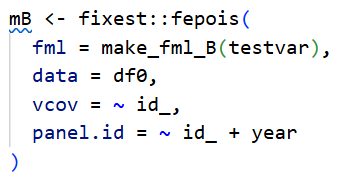 mB <- fixest::fepois(
  fml = make_fml_B(testvar),
  data = df0,
  vcov = ~ id_,
  panel.id = ~ id_ + year
)